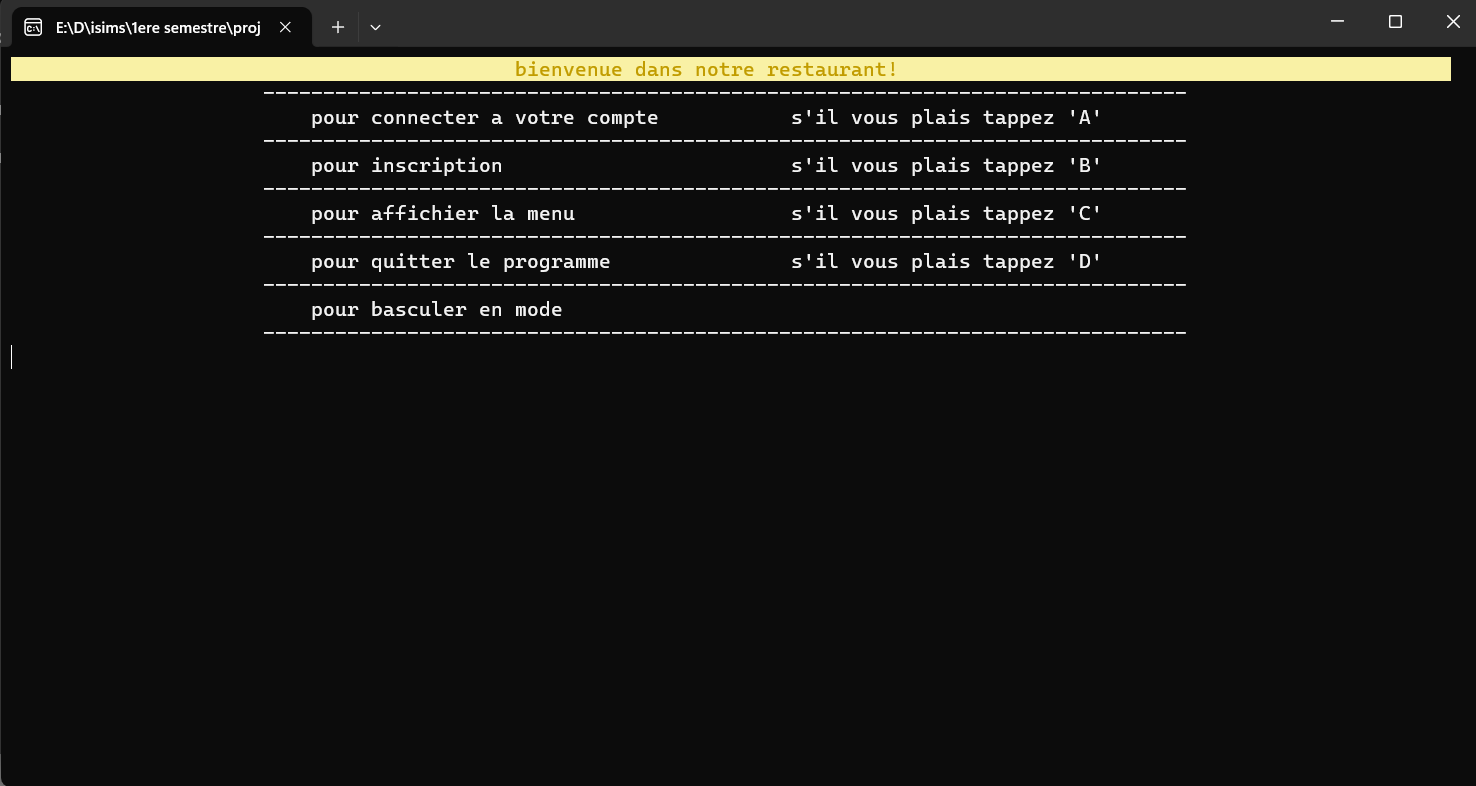 E:\D\isims\1ere semestre\proj
bienvenue dans notre restaurant!
-----------------------------------------------------------------------------
pour connecter a votre compte s'il vous plais tappez 'A'
-----------------------------------------------------------------------------
pour inscription s'il vous plais tappez 'B'
-----------------------------------------------------------------------------
pour affichier la menu s'il vous plais tappez 'C'
-----------------------------------------------------------------------------
pour quitter le programme s'il vous plais tappez 'D'
-----------------------------------------------------------------------------
pour basculer en mode
-----------------------------------------------------------------------------